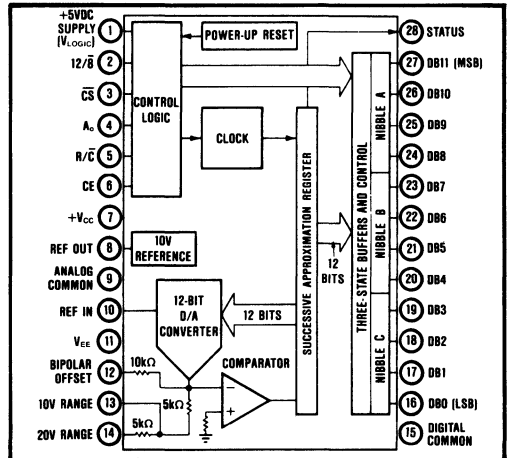 +5VDC
SUPPLY
(VLOGIC)
1
12/8̅
2
C̅S̅
3
Ao
4
R/C̅
5
CE
6
+VCC
7
REF OUT
8
ANALOG
COMMON
9
REF IN
10
VEE
11
BIPOLAR
OFFSET
12
10V RANGE
13
20V RANGE
14
CONTROL
LOGIC
POWER-UP RESET
CLOCK
10V
REFERENCE
12-BIT
D/A
CONVERTER
12 BITS
COMPARATOR
10kΩ
5kΩ
5kΩ
−
+
SUCCESSIVE APPROXIMATION REGISTER
12
BITS
THREE-STATE BUFFERS AND CONTROL
NIBBLE A
NIBBLE B
NIBBLE C
28 STATUS
27 DB11 (MSB)
26 DB10
25 DB9
24 DB8
23 DB7
22 DB6
21 DB5
20 DB4
19 DB3
18 DB2
17 DB1
16 DB0 (LSB)
15 DIGITAL
COMMON